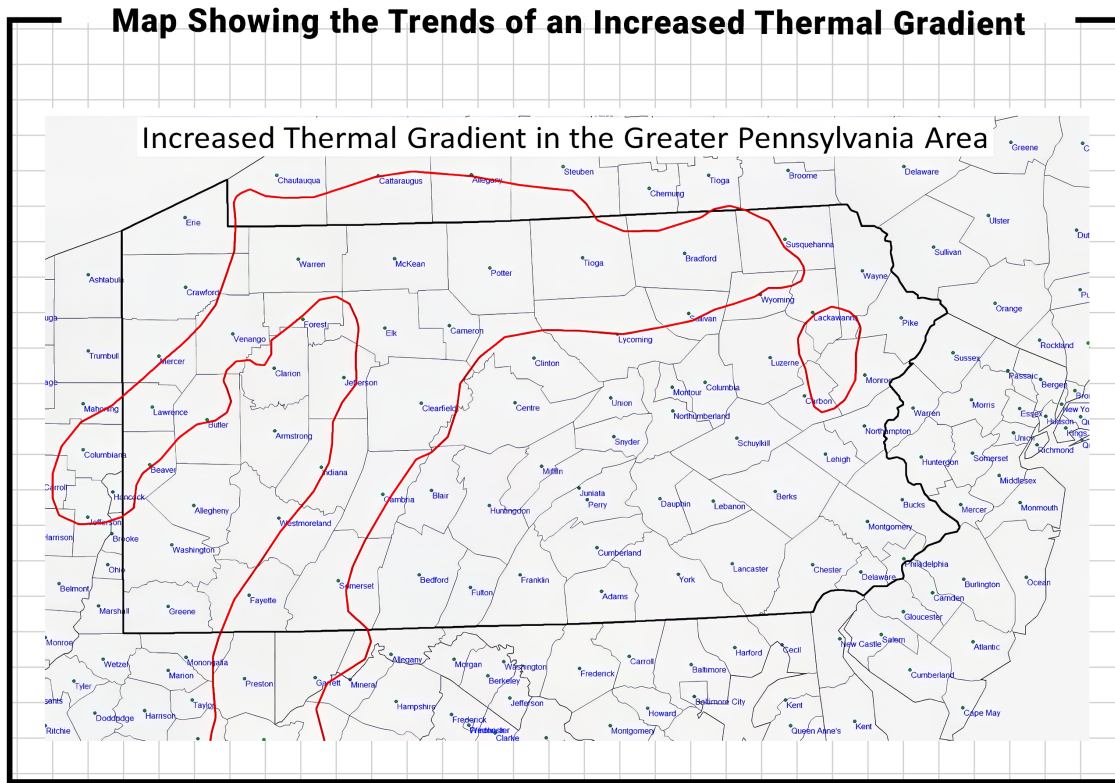 Map Showing the Trends of an Increased Thermal Gradient
Increased Thermal Gradient in the Greater Pennsylvania Area
Greene
Steuben
Delaware
Chautauqua
Cattaraugus
Allegany
Tioga
Broome
Chemung
Erie
Ulster
Susquehanna
Sullivan
Warren
McKean
Potter
Tioga
Bradford
Ashtabula
Wayne
Crawford
Wyoming
Orange
Forest
Sullivan
Lackawanna
Pike
Elk
Cameron
Venango
Lycoming
Rockland
Trumbull
Mercer
Clinton
Luzerne
Sussex
Clarion
Passaic
Jefferson
Monroe
Bergen
Montour
Columbia
Mahoning
Lawrence
Clearfield
Centre
Union
Carbon
Morris
Essex
New Yo
Northumberland
Warren
Hudson
Butler
Armstrong
Northampton
Kings
Union
Snyder
Schuylkill
Richmond
Columbiana
Lehigh
Huntergon
Somerset
Beaver
Indiana
Mifflin
Middlesex
Carroll
Hancock
Cambria
Blair
Juniata
Perry
Dauphin
Lebanon
Berks
Bucks
Mercer
Monmouth
Allegheny
Huntingdon
Jefferson
Westmoreland
Montgomery
Harrison
Brooke
Washington
Cumberland
Ohio
Philadelphia
Lancaster
Chester
Delaware
Somerset
Bedford
Franklin
York
Burlington
Ocean
Belmont
Fulton
Adams
Camden
Fayette
Marshall
Greene
Gloucester
Monroe
New Castle
Salem
Atlantic
Harford
Cecil
Wetzel
Monongalia
Allegany
Morgan
Washington
Carroll
Marion
Berkeley
Frederick
Baltimore
Cumberland
Tyler
Preston
Garrett
Mineral
Taylor
Hampshire
Jefferson
Baltimore City
Kent
Doddridge
Harrison
Frederick
Howard
Cape May
Ritchie
Montgomery
Queen Anne's
Kent
Clarke